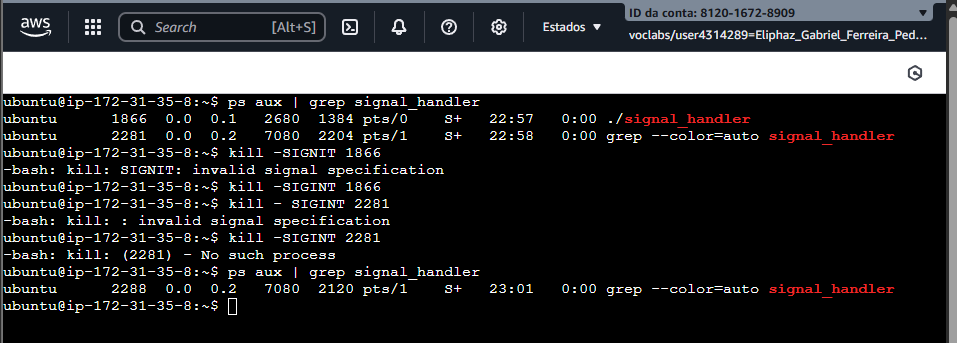 aws
Search [Alt+S]
Estados
ID da conta: 8120-1672-8909
voclabs/user4314289=Eliphaz_Gabriel_Ferreira_Ped...
ubuntu@ip-172-31-35-8:~$ ps aux | grep signal_handler
ubuntu 1866 0.0 0.1 2680 1384 pts/0 S+ 22:57 0:00 ./signal_handler
ubuntu 2281 0.0 0.2 7080 2204 pts/1 S+ 22:58 0:00 grep --color=auto signal_handler
ubuntu@ip-172-31-35-8:~$ kill -SIGNIT 1866
-bash: kill: SIGNIT: invalid signal specification
ubuntu@ip-172-31-35-8:~$ kill -SIGINT 1866
ubuntu@ip-172-31-35-8:~$ kill - SIGINT 2281
-bash: kill: : invalid signal specification
ubuntu@ip-172-31-35-8:~$ kill -SIGINT 2281
-bash: kill: (2281) - No such process
ubuntu@ip-172-31-35-8:~$ ps aux | grep signal_handler
ubuntu 2288 0.0 0.2 7080 2120 pts/1 S+ 23:01 0:00 grep --color=auto signal_handler
ubuntu@ip-172-31-35-8:~$